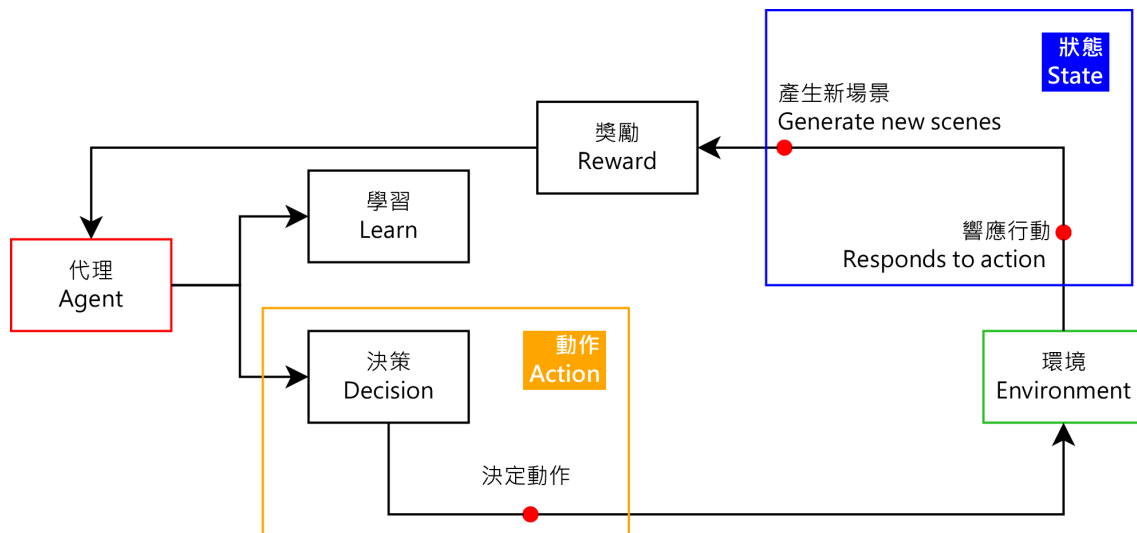 狀態
State
產生新場景
Generate new scenes
獎勵
Reward
學習
Learn
響應行動
Responds to action
代理
Agent
決策
Decision
動作
Action
環境
Environment
決定動作